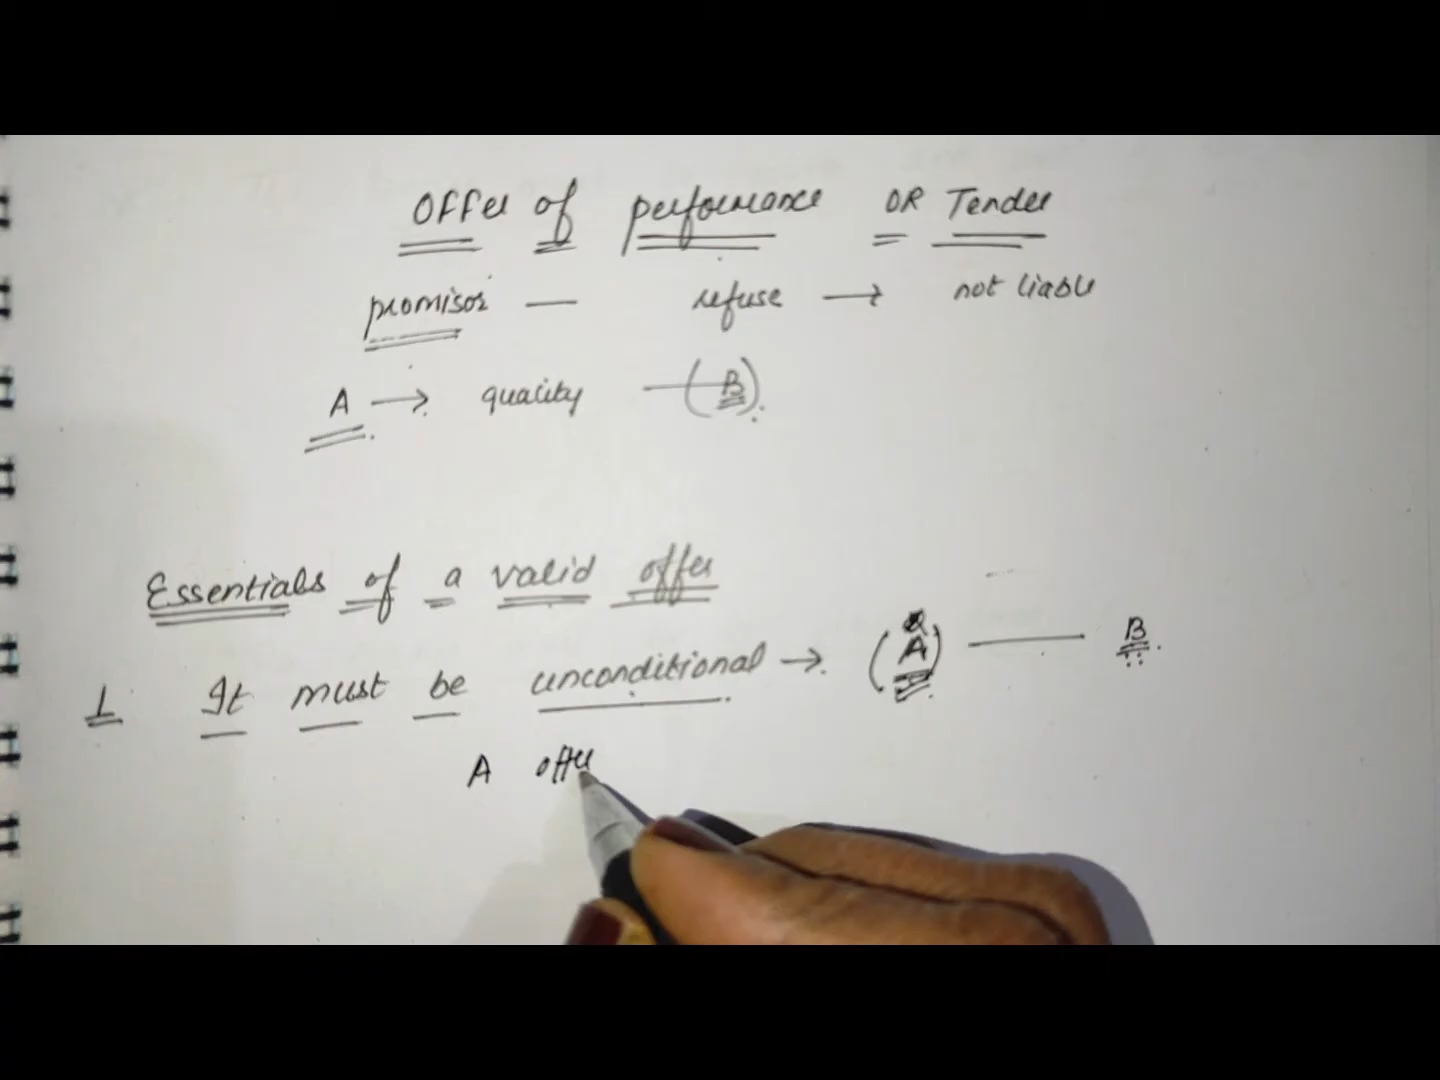 Offer of performance OR Tender
promisor — refuse → not liable
A → quality — (B).
Essentials of a valid offer
1 It must be unconditional → (A) — B.
A offer